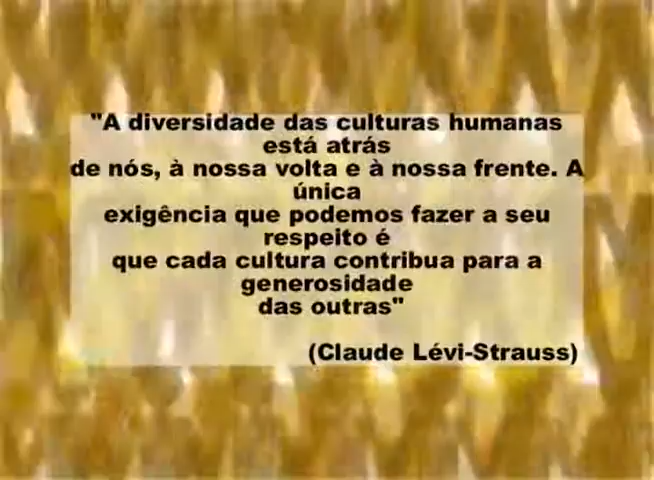 "A diversidade das culturas humanas
está atrás
de nós, à nossa volta e à nossa frente. A
única
exigência que podemos fazer a seu
respeito é
que cada cultura contribua para a
generosidade
das outras"
(Claude Lévi-Strauss)